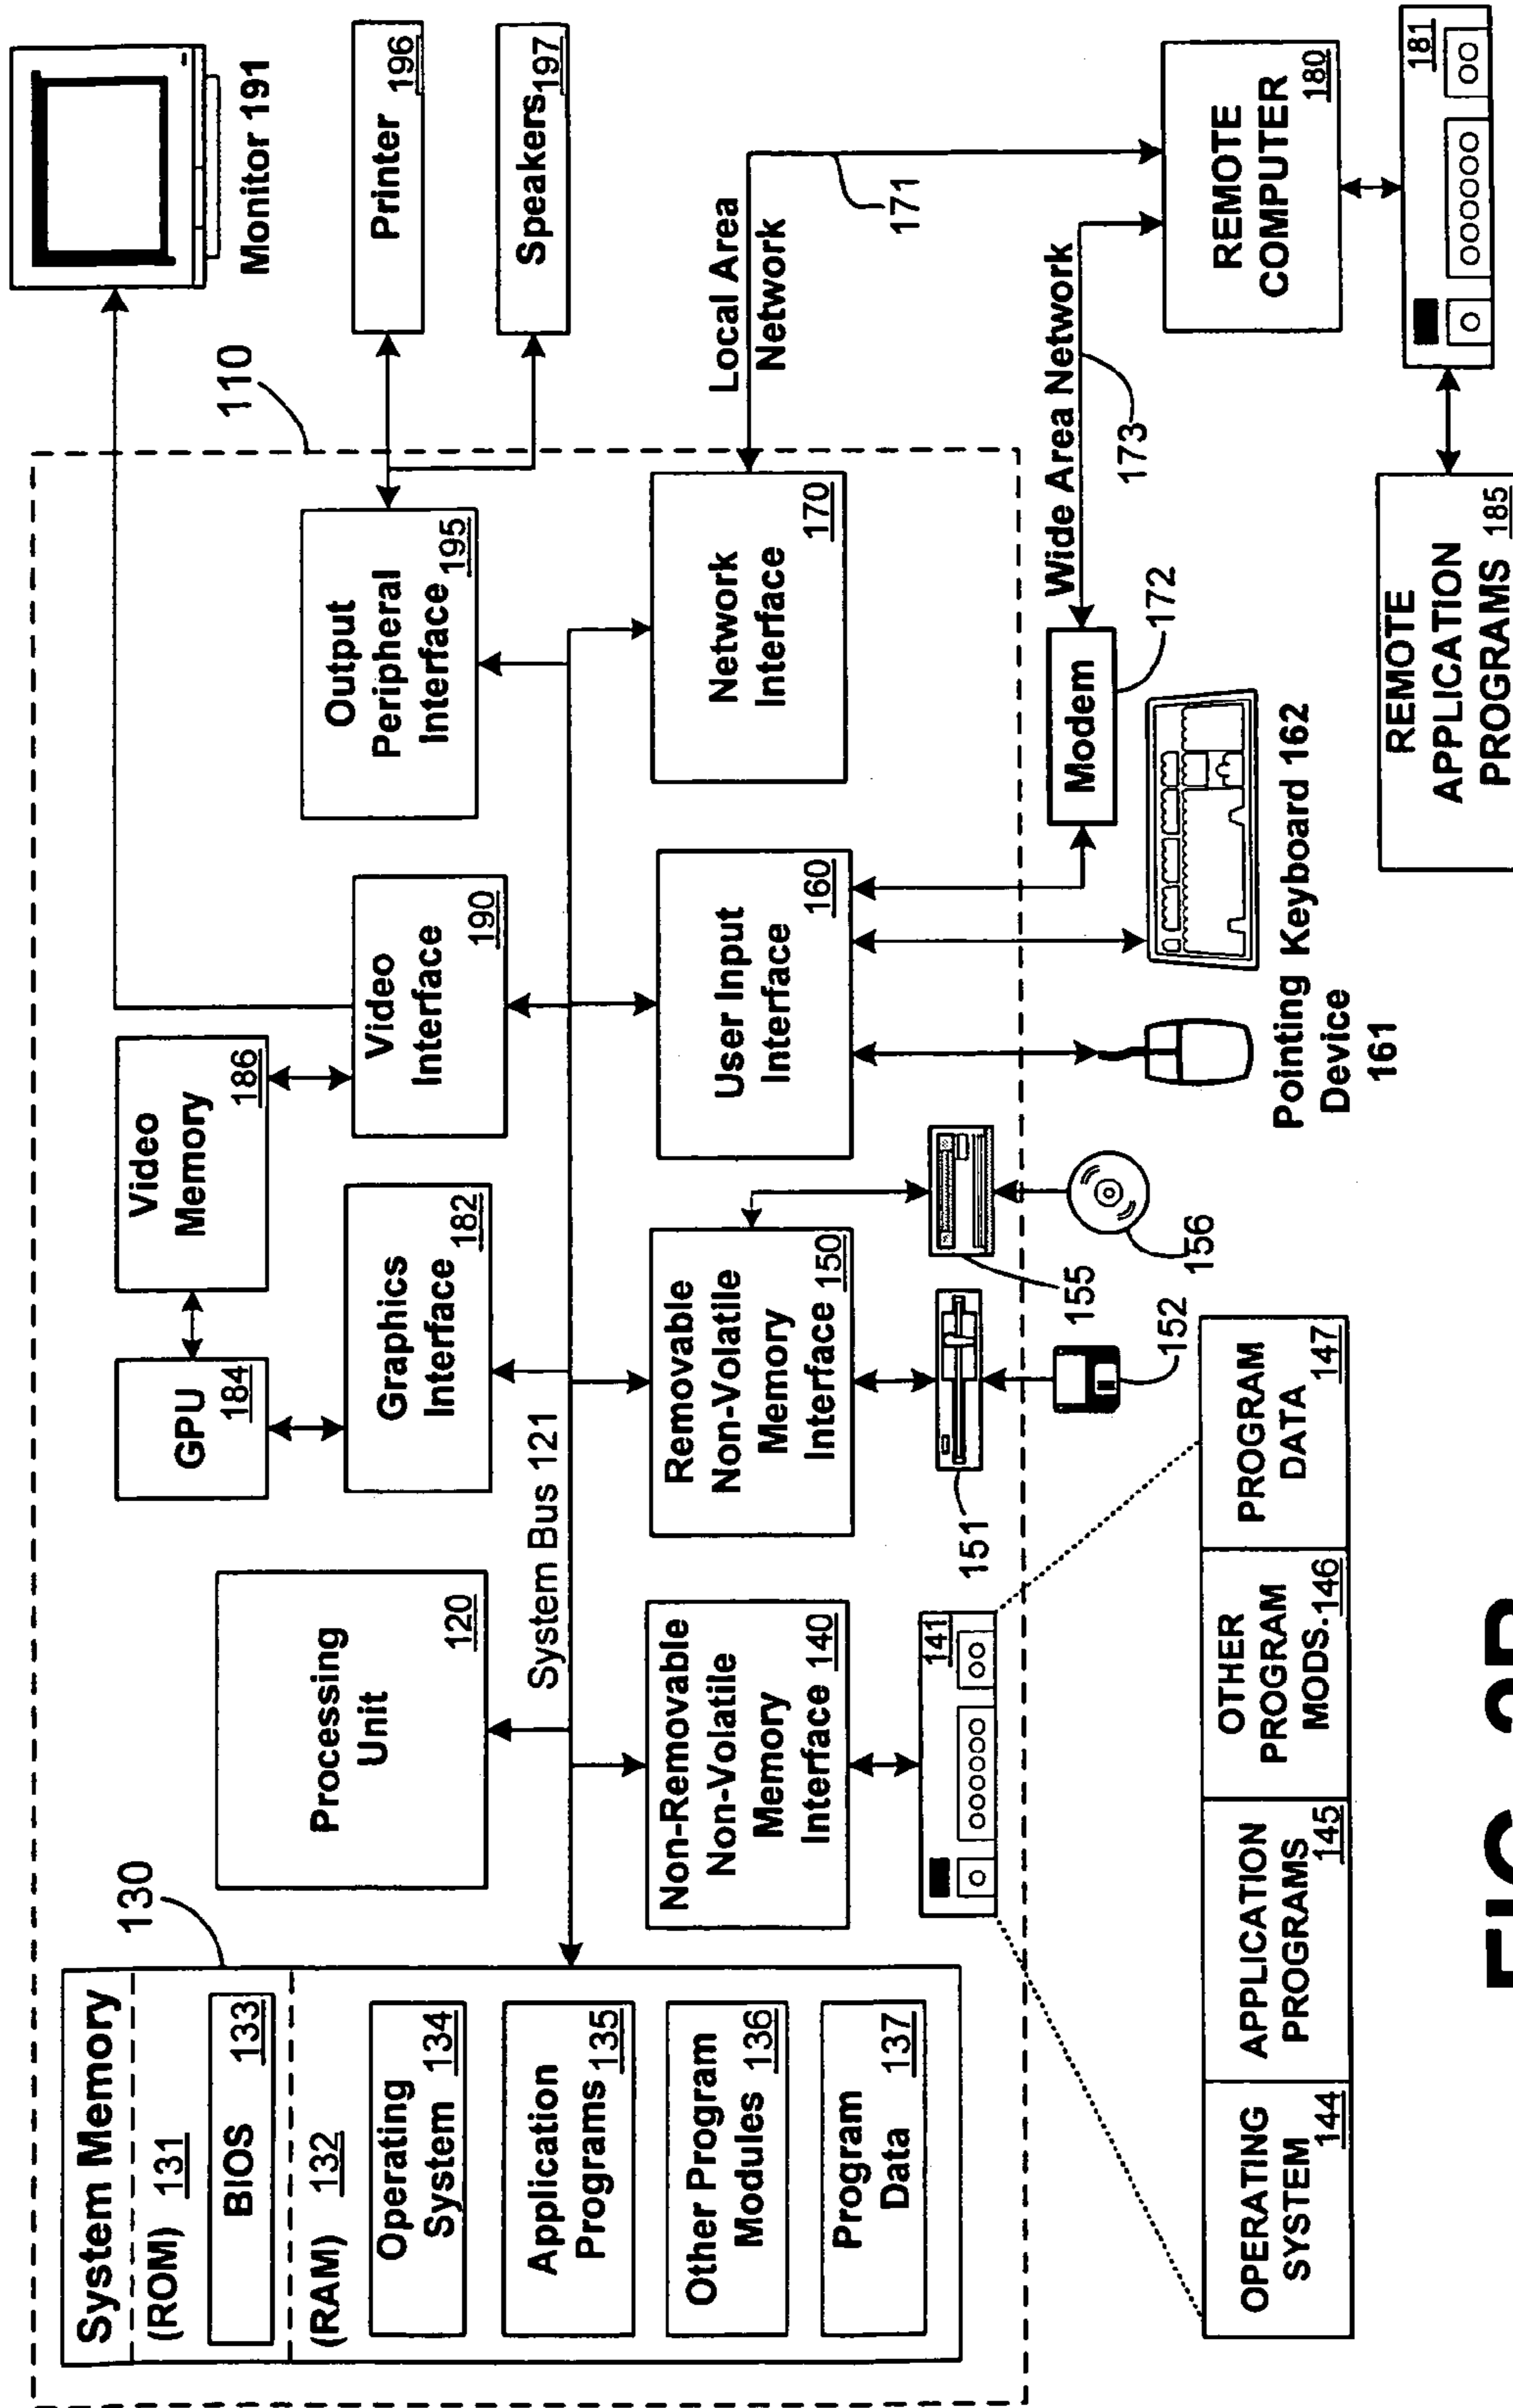 System Memory
(ROM) 131
BIOS 133
(RAM) 132
Operating
System 134
Application
Programs 135
Other Program
Modules 136
Program
Data 137
130
Processing
Unit
120
GPU
184
Video
Memory
186
Graphics
Interface
182
Video
Interface
190
Output
Peripheral
Interface 195
110
Monitor 191
Printer
196
Speakers 197
System Bus 121
Non-Removable
Non-Volatile
Memory
Interface 140
Removable
Non-Volatile
Memory
Interface 150
User Input
Interface
160
Network
Interface
170
Local Area
Network
171
141
151
152
155
156
Pointing
Device
161
Keyboard 162
Modem
172
Wide Area Network
173
REMOTE
COMPUTER
180
181
REMOTE
APPLICATION
PROGRAMS 185
OPERATING
SYSTEM 144
APPLICATION
PROGRAMS 145
OTHER
PROGRAM
MODS. 146
PROGRAM
DATA 147